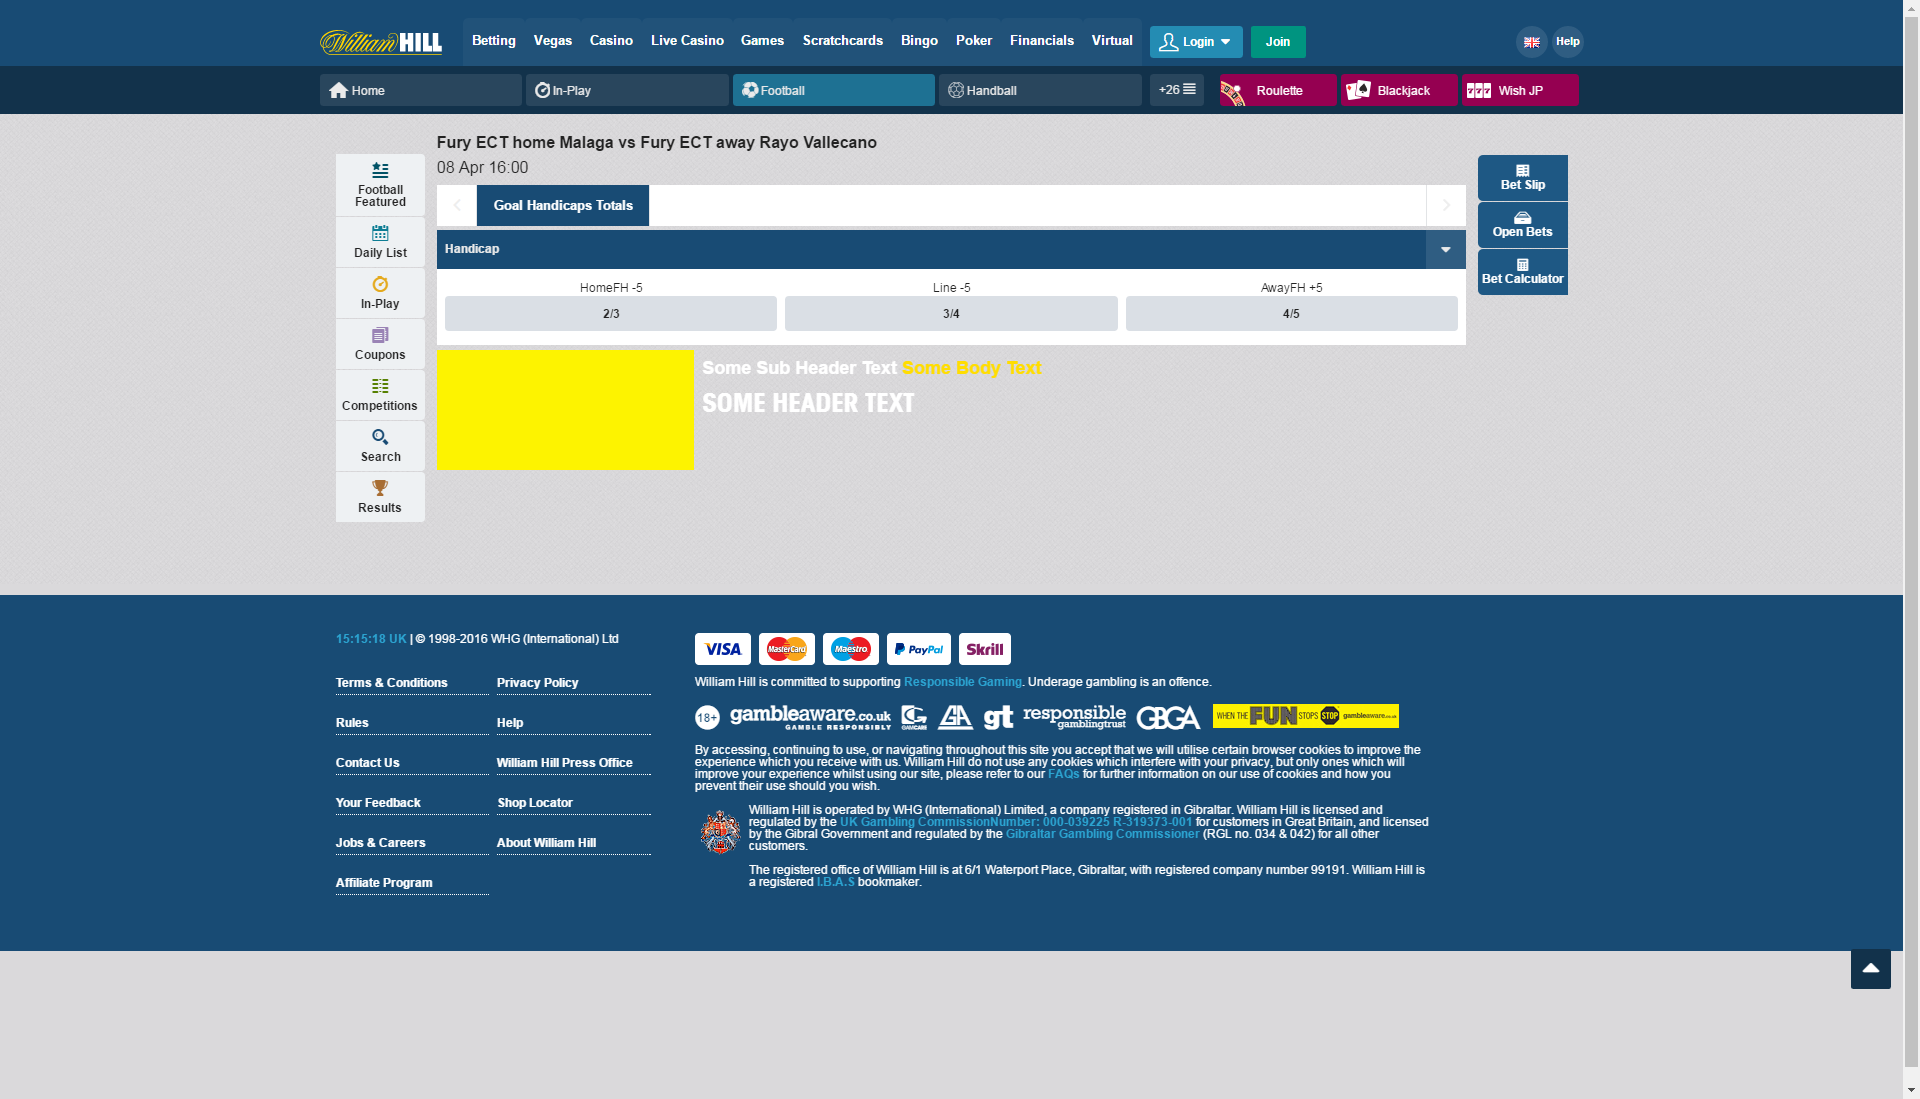 William HILL
Betting Vegas Casino Live Casino Games Scratchcards Bingo Poker Financials Virtual Login Join Help
Home In-Play Football Handball +26 Roulette 777 Blackjack Wish JP
Fury ECT home Malaga vs Fury ECT away Rayo Vallecano
08 Apr 16:00
Football
Featured
Daily List
In-Play
Coupons
Competitions
Search
Results
Goal Handicaps Totals
Handicap
HomeFH -5 Line -5 AwayFH +5
2/3 3/4 4/5
Some Sub Header Text Some Body Text
SOME HEADER TEXT
Bet Slip
Open Bets
Bet Calculator
15:15:18 UK | © 1998-2016 WHG (International) Ltd
Terms & Conditions Privacy Policy
Rules Help
Contact Us William Hill Press Office
Your Feedback Shop Locator
Jobs & Careers About William Hill
Affiliate Program
VISA MasterCard Maestro PayPal Skrill
William Hill is committed to supporting Responsible Gaming. Underage gambling is an offence.
18+ gambleaware.co.uk GAMBLE RESPONSIBLY GAMCARE GA gt responsible gamblingtrust GBGA WHEN THE FUN STOPS STOP gambleaware.co.uk
By accessing, continuing to use, or navigating throughout this site you accept that we will utilise certain browser cookies to improve the
experience which you receive with us. William Hill do not use any cookies which interfere with your privacy, but only ones which will
improve your experience whilst using our site, please refer to our FAQs for further information on our use of cookies and how you
prevent their use should you wish.
William Hill is operated by WHG (International) Limited, a company registered in Gibraltar. William Hill is licensed and
regulated by the UK Gambling CommissionNumber: 000-039225 R-319373-001 for customers in Great Britain, and licensed
by the Gibral Government and regulated by the Gibraltar Gambling Commissioner (RGL no. 034 & 042) for all other
customers.
The registered office of William Hill is at 6/1 Waterport Place, Gibraltar, with registered company number 99191. William Hill is
a registered I.B.A.S bookmaker.